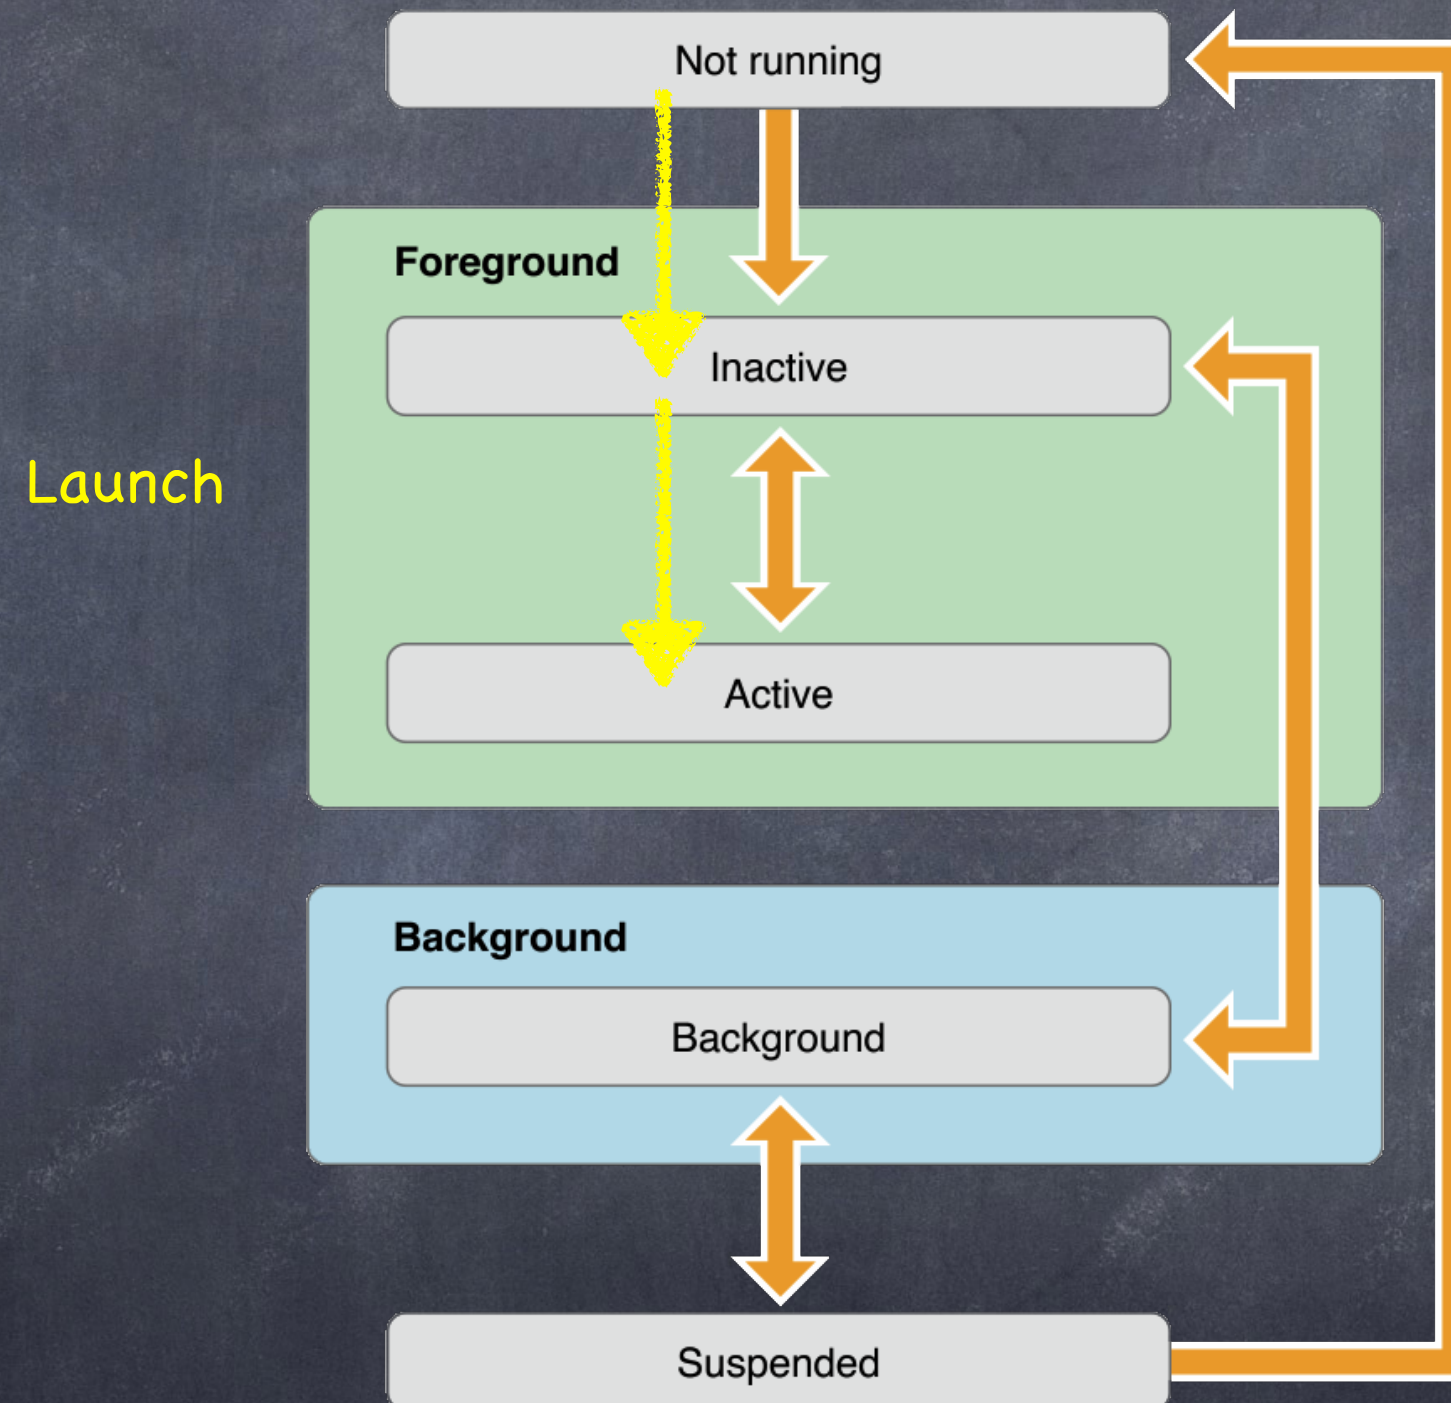 Not running
Foreground
Inactive
Launch
Active
Background
Background
Suspended